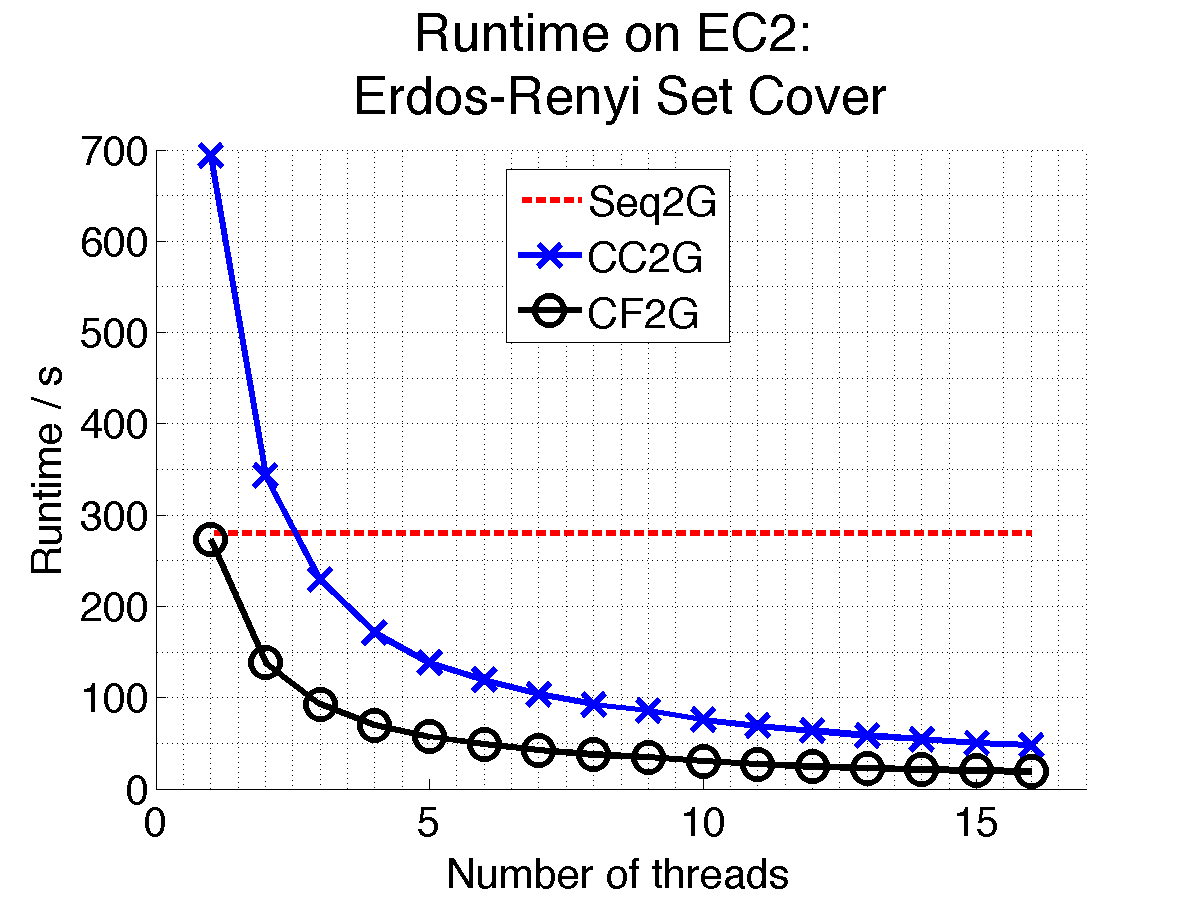 Runtime on EC2:
Erdos-Renyi Set Cover
700
600
500
400
300
200
100
0
Runtime / s
Seq2G
CC2G
CF2G
0 5 10 15
Number of threads